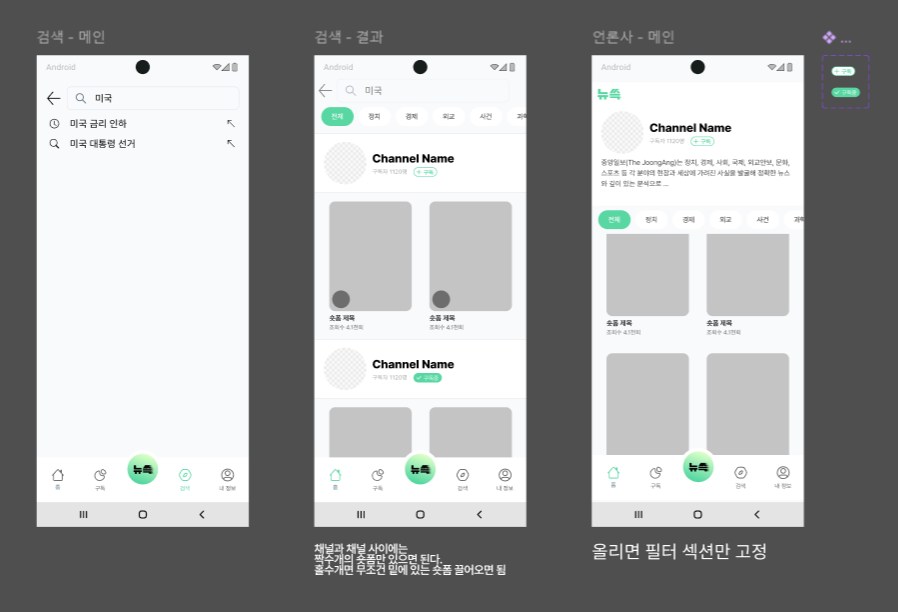 검색 - 메인
Android
미국
미국 금리 인하
미국 대통령 선거
홈
구독
뉴쏙
검색
내 정보
검색 - 결과
Android
미국
전체
정치
경제
외교
사건
과학
Channel Name
구독자 1120명
+ 구독
숏폼 제목
조회수 4.1천회
숏폼 제목
조회수 4.1천회
Channel Name
구독자 1120명
✓ 구독중
홈
구독
뉴쏙
검색
내 정보
채널과 채널 사이에는
짝수개의 숏폼만 있으면 된다.
홀수개면 무조건 밑에 있는 숏폼 끌어오면 됨
언론사 - 메인
Android
뉴쏙
Channel Name
구독자 1120명
+ 구독
중앙일보(The JoongAng)는 정치, 경제, 사회, 국제, 외교안보, 문화,
스포츠 등 각 분야의 현장과 세상에 가려진 사실을 발굴해 정확한 뉴스
와 깊이 있는 분석으로 ...
전체
정치
경제
외교
사건
과학
숏폼 제목
조회수 4.1천회
숏폼 제목
조회수 4.1천회
홈
구독
뉴쏙
검색
내 정보
올리면 필터 섹션만 고정
...
+ 구독
✓ 구독중